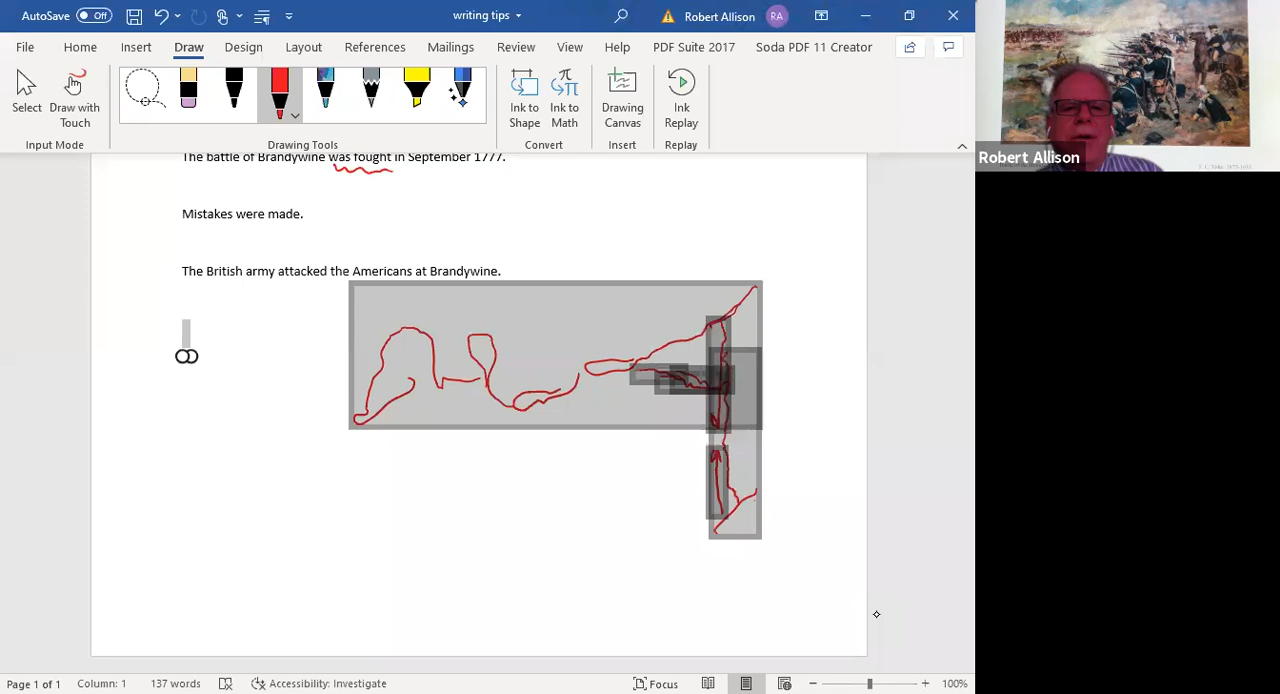 AutoSave Off
writing tips
Robert Allison RA
File Home Insert Draw Design Layout References Mailings Review View Help PDF Suite 2017 Soda PDF 11 Creator
Select
Draw with Touch
Ink to Shape
Ink to Math
Drawing Canvas
Ink Replay
Input Mode
Drawing Tools
Convert
Insert
Replay
Robert Allison
The battle of Brandywine was fought in September 1777.
Mistakes were made.
The British army attacked the Americans at Brandywine.
Page 1 of 1 Column: 1 137 words Accessibility: Investigate Focus 100%